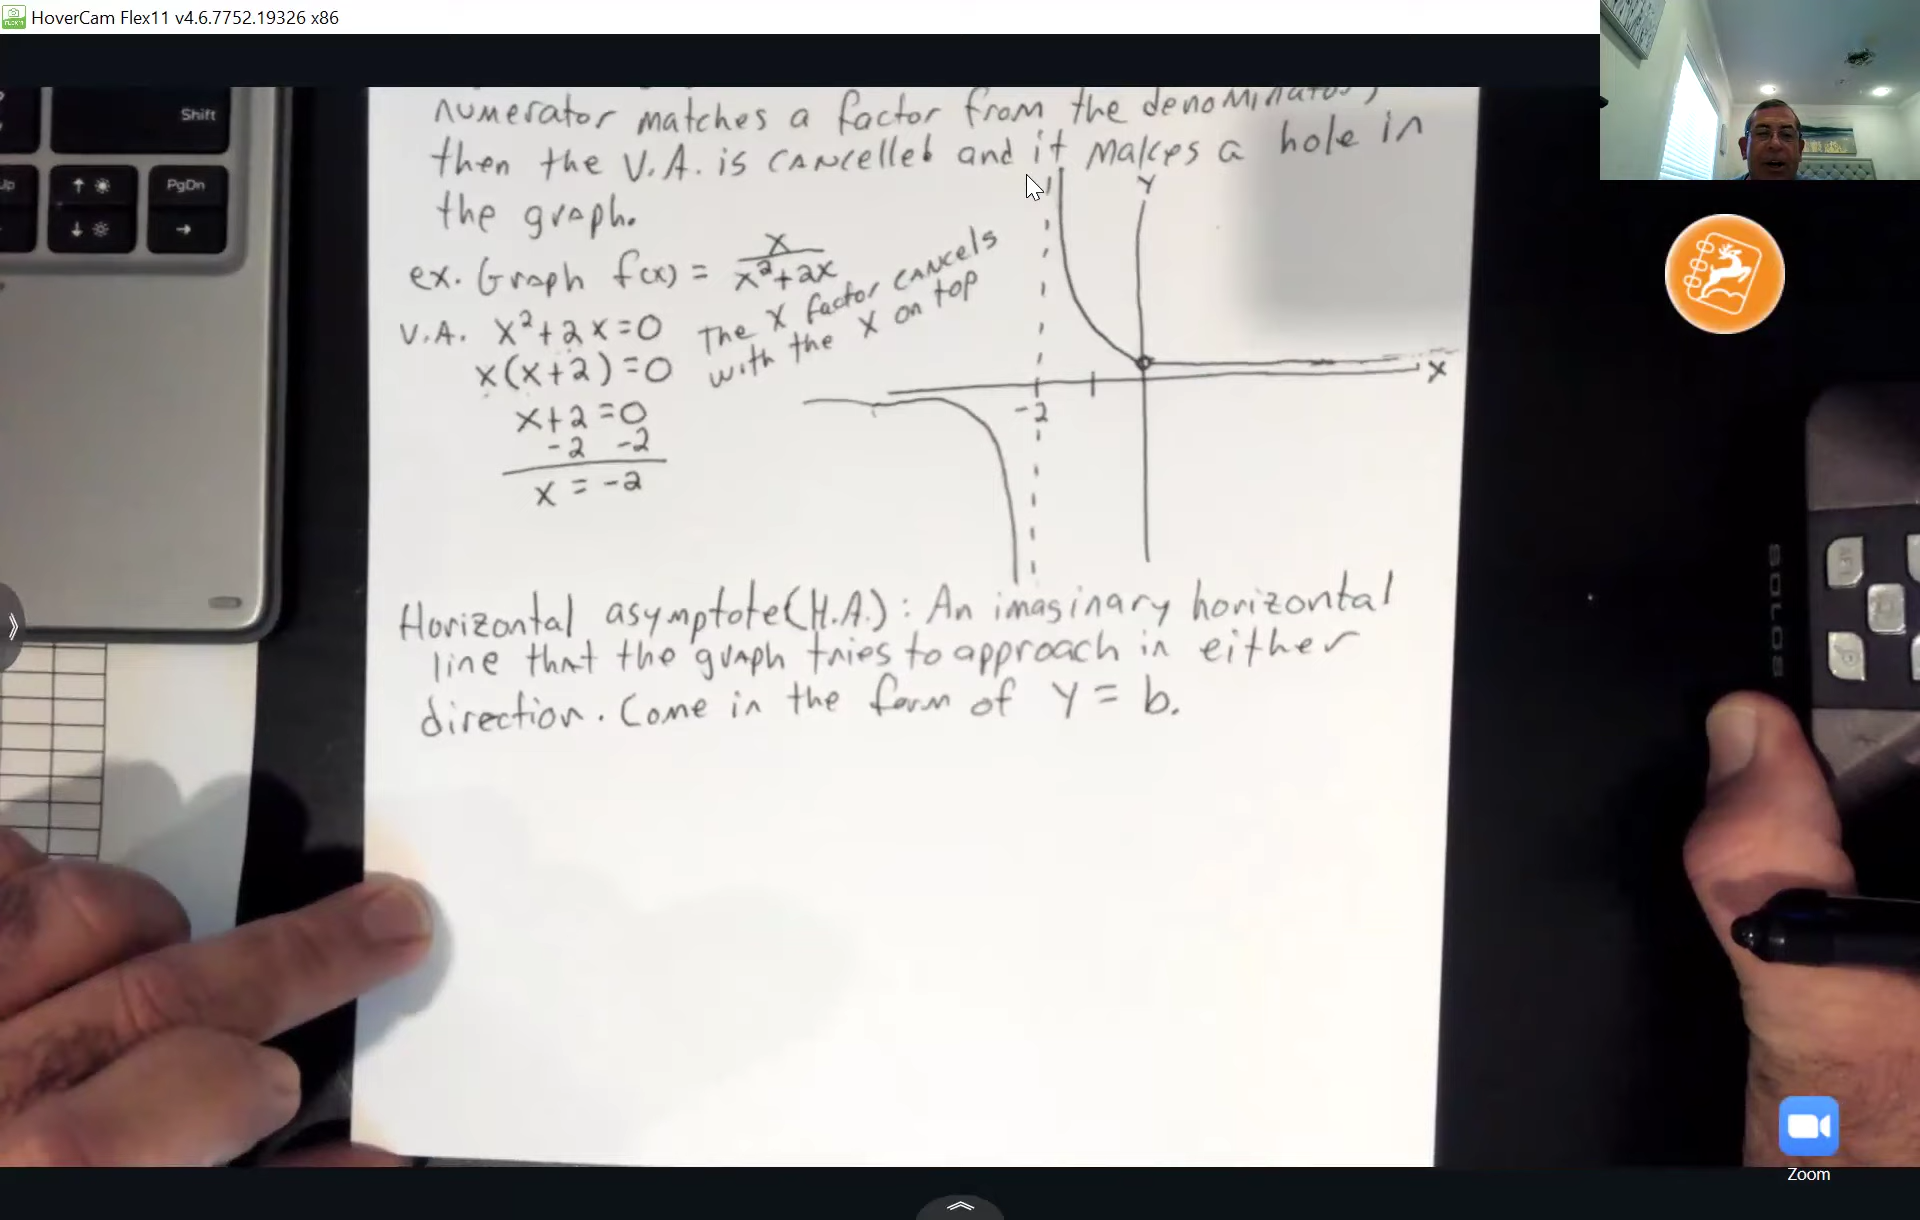 HoverCam Flex11 v4.6.7752.19326 x86
Shift
PgDn
numerator matches a factor from the denominator,
then the V.A. is cancelled and it makes a hole in
the graph.
ex. Graph f(x) = x / x²+2x
The x factor cancels
with the x on top
V.A. x²+2x=0
x(x+2)=0
x+2=0
-2 -2
x = -2
Y
X
-2
Horizontal asymptote (H.A.): An imaginary horizontal
line that the graph tries to approach in either
direction. Come in the form of y = b.
SOLO8
Zoom